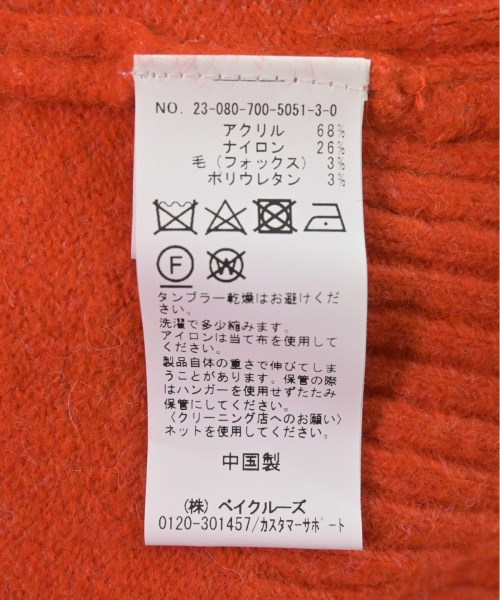 NO. 23-080-700-5051-3-0
アクリル 68%
ナイロン 26%
毛(フォックス) 3%
ポリウレタン 3%
F W
タンブラー乾燥はお避けくだ
さい。
洗濯で多少縮みます。
アイロンは当て布を使用して
ください。
製品自体の重さで伸びてしま
うことがあります。保管の際
はハンガーを使用せずたたみ
保管にしてください。
〈クリーニング店へのお願い〉
ネットを使用してください。
中国製
(株) ベイクルーズ
0120-301457/カスタマーサポート